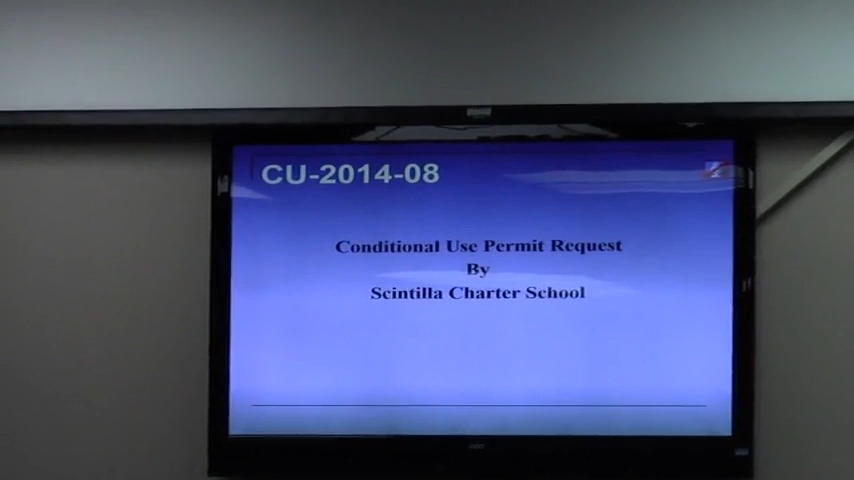 CU-2014-08
Conditional Use Permit Request
By
Scintilla Charter School